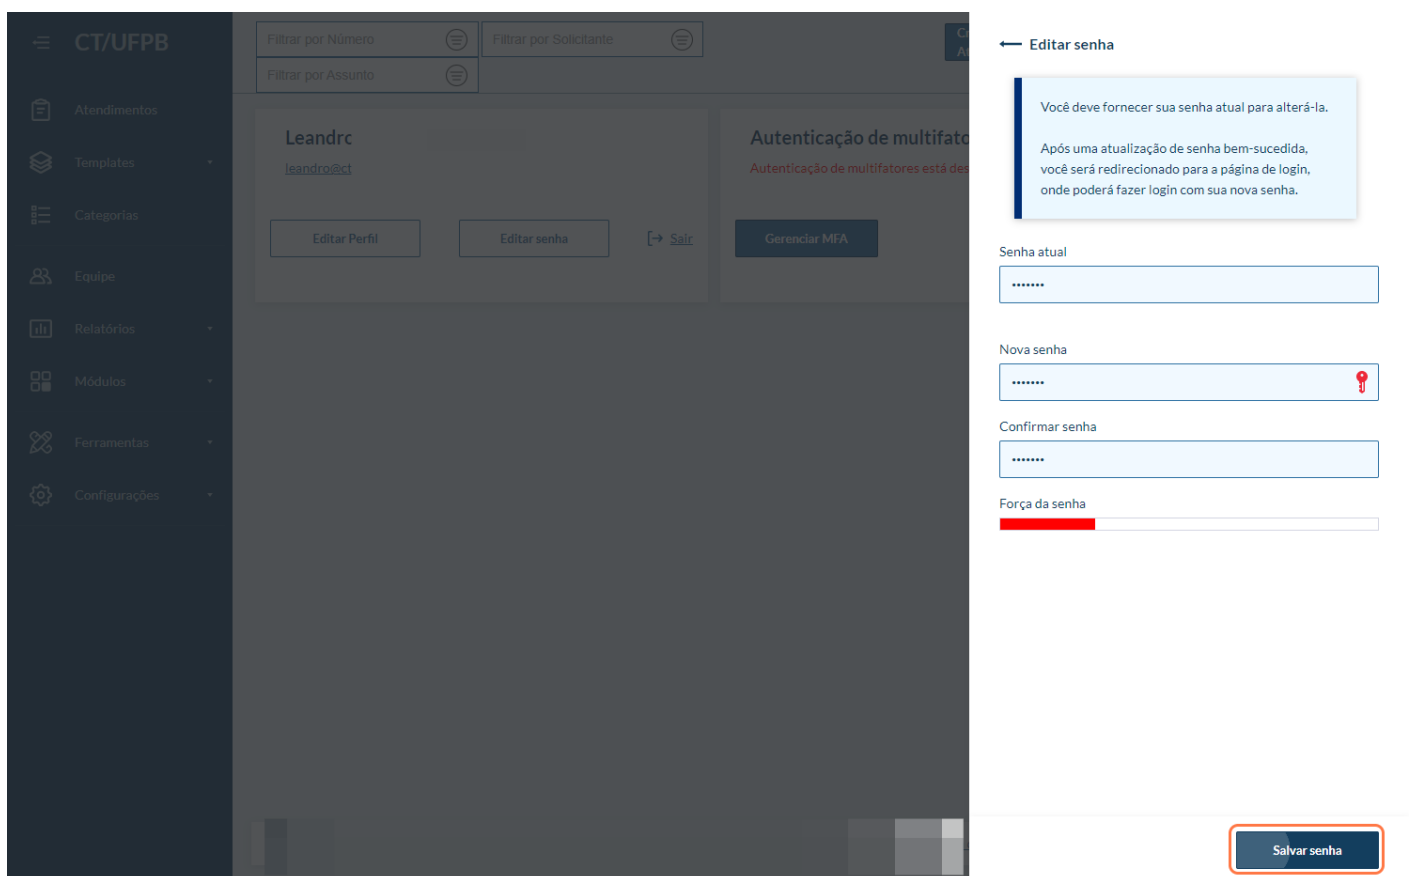 CT/UFPB
Atendimentos
Templates
Categorias
Equipe
Relatórios
Módulos
Ferramentas
Configurações
Filtrar por Número
Filtrar por Solicitante
Filtrar por Assunto
Leandro
leandro@ct
Editar Perfil
Editar senha
Sair
Autenticação de multifato
Autenticação de multifatores está des
Gerenciar MFA
Editar senha
Você deve fornecer sua senha atual para alterá-la.
Após uma atualização de senha bem-sucedida,
você será redirecionado para a página de login,
onde poderá fazer login com sua nova senha.
Senha atual
•••••••
Nova senha
•••••••
Confirmar senha
•••••••
Força da senha
Salvar senha